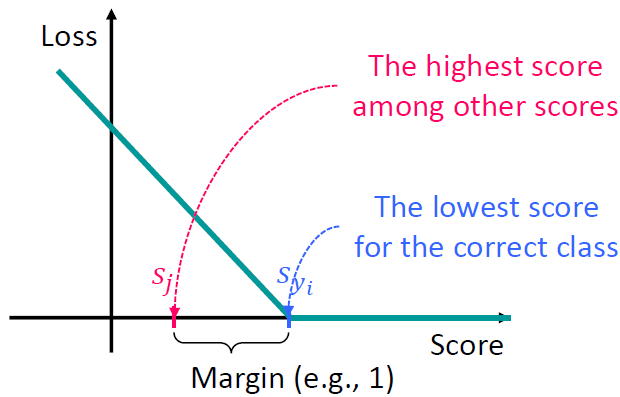 Loss
The highest score
among other scores
The lowest score
for the correct class
s_j
s_{y_i}
Score
Margin (e.g., 1)